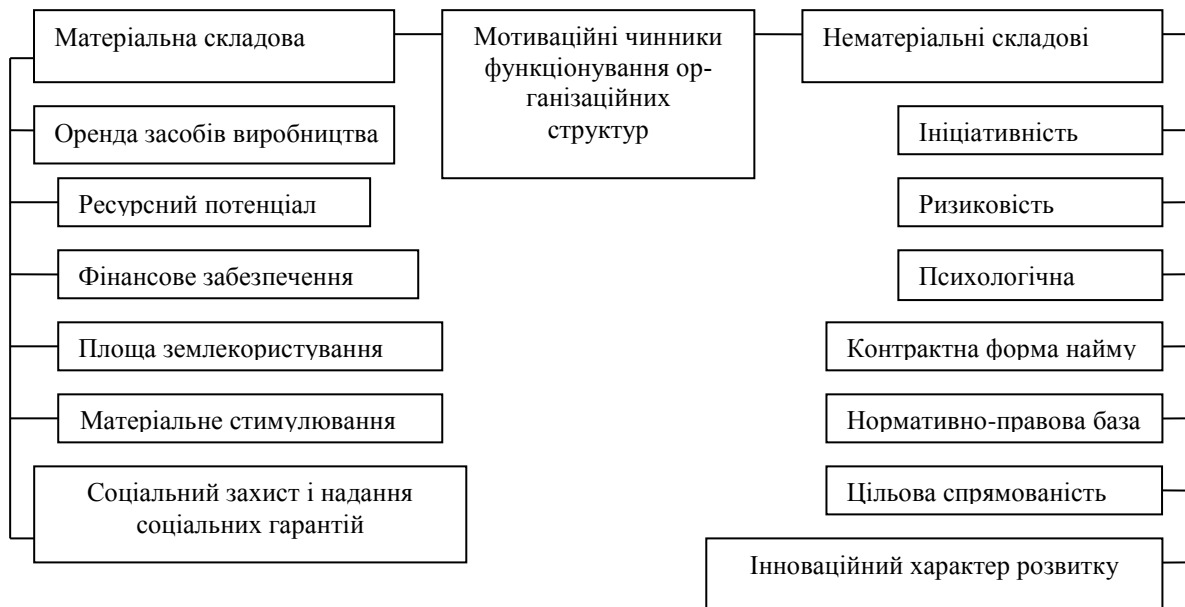 Матеріальна складова
Мотиваційні чинники
функціонування ор-
ганізаційних
структур
Нематеріальні складові
Оренда засобів виробництва
Ресурсний потенціал
Фінансове забезпечення
Площа землекористування
Матеріальне стимулювання
Соціальний захист і надання
соціальних гарантій
Ініціативність
Ризиковість
Психологічна
Контрактна форма найму
Нормативно-правова база
Цільова спрямованість
Інноваційний характер розвитку